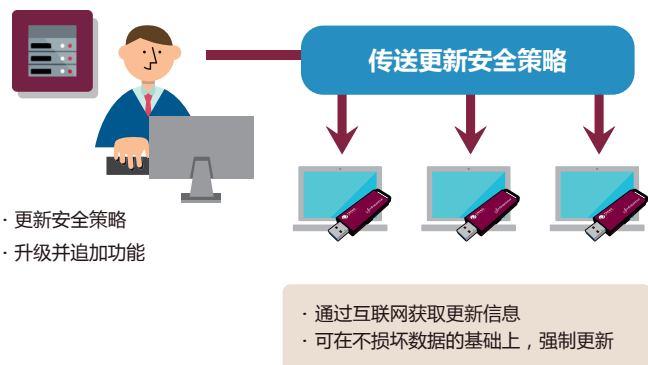 传送更新安全策略
· 更新安全策略
· 升级并追加功能
· 通过互联网获取更新信息
· 可在不损坏数据的基础上，强制更新